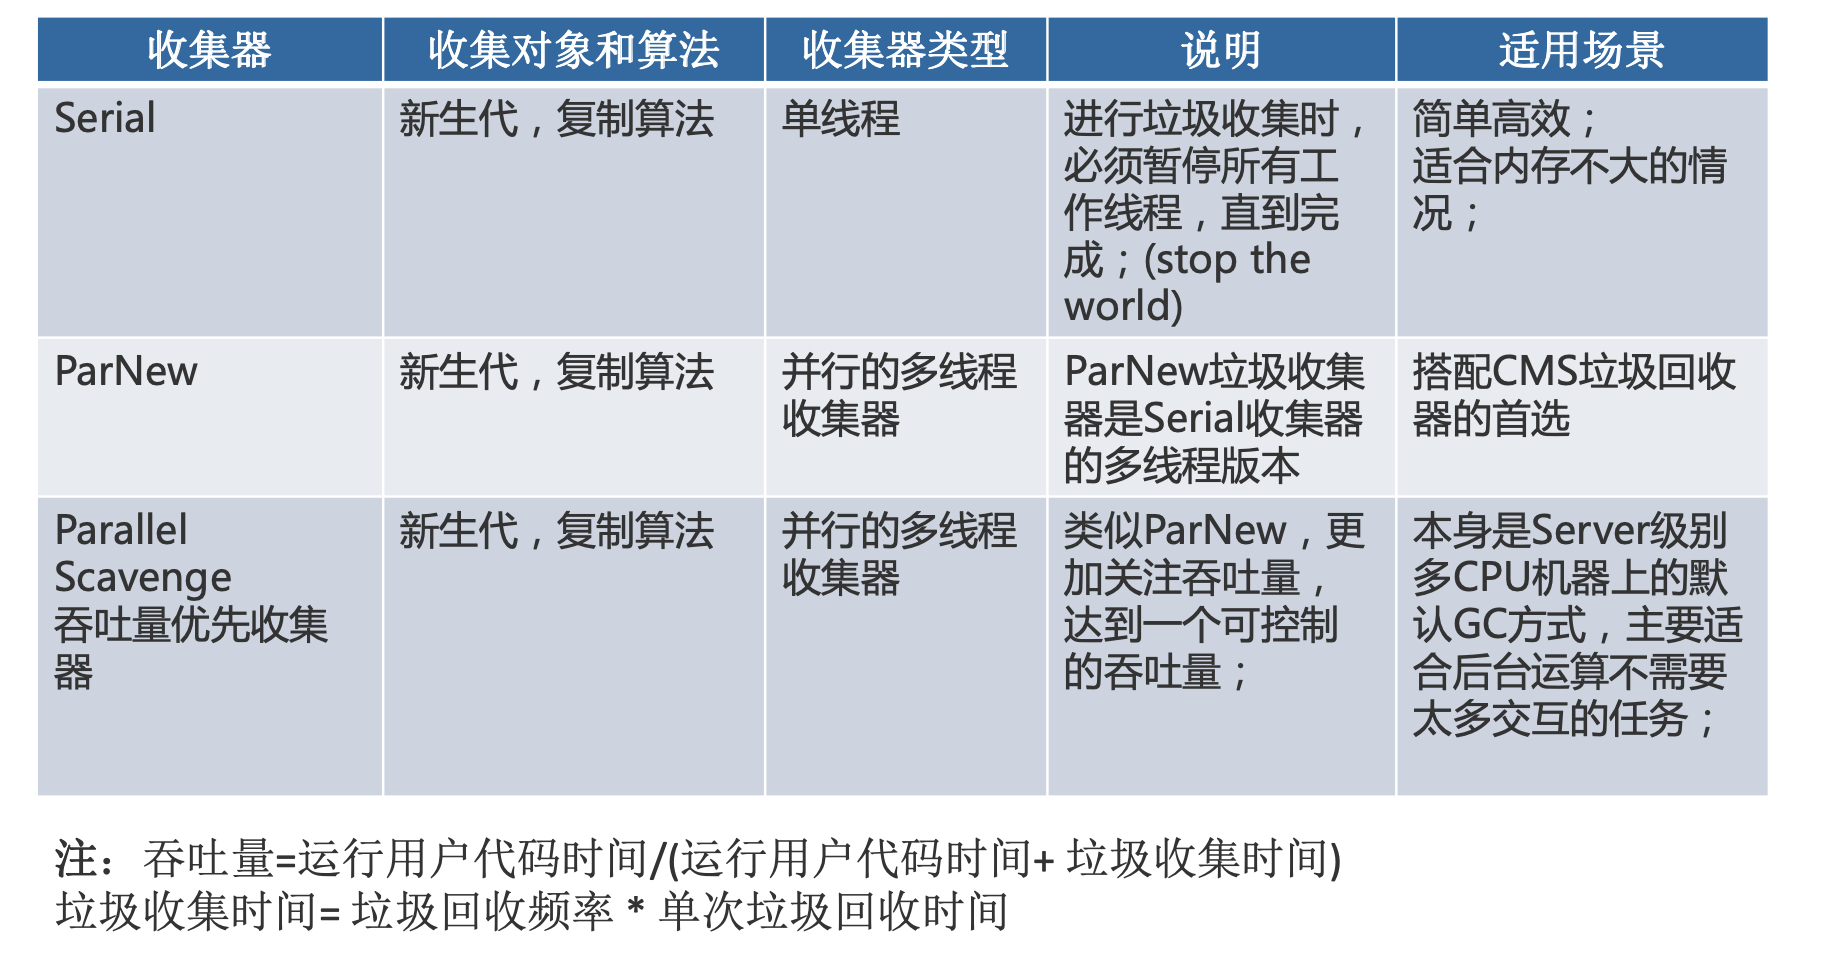 收集器
收集对象和算法
收集器类型
说明
适用场景
Serial
新生代，复制算法
单线程
进行垃圾收集时，
必须暂停所有工
作线程，直到完
成；(stop the
world)
简单高效；
适合内存不大的情
况；
ParNew
新生代，复制算法
并行的多线程
收集器
ParNew垃圾收集
器是Serial收集器
的多线程版本
搭配CMS垃圾回收
器的首选
Parallel
Scavenge
吞吐量优先收集
器
新生代，复制算法
并行的多线程
收集器
类似ParNew，更
加关注吞吐量，
达到一个可控制
的吞吐量；
本身是Server级别
多CPU机器上的默
认GC方式，主要适
合后台运算不需要
太多交互的任务；
注：吞吐量=运行用户代码时间/(运行用户代码时间+ 垃圾收集时间)
垃圾收集时间= 垃圾回收频率 * 单次垃圾回收时间